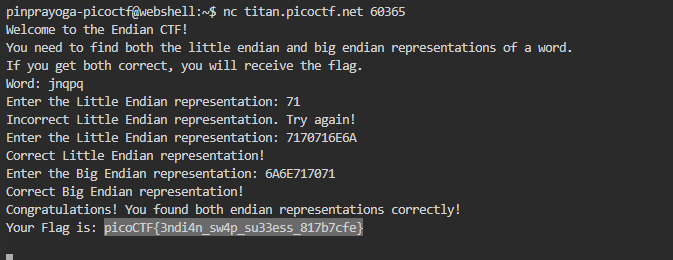 pinprayoga-picoctf@webshell:~$ nc titan.picoctf.net 60365
Welcome to the Endian CTF!
You need to find both the little endian and big endian representations of a word.
If you get both correct, you will receive the flag.
Word: jnqpq
Enter the Little Endian representation: 71
Incorrect Little Endian representation. Try again!
Enter the Little Endian representation: 7170716E6A
Correct Little Endian representation!
Enter the Big Endian representation: 6A6E717071
Correct Big Endian representation!
Congratulations! You found both endian representations correctly!
Your Flag is: picoCTF{3ndi4n_sw4p_su33ess_817b7cfe}